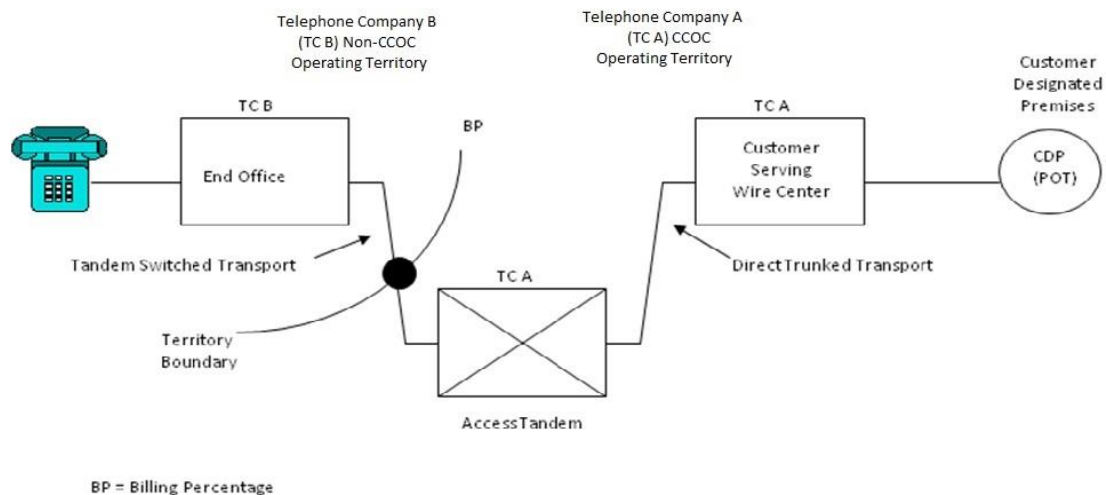 Telephone Company B
(TC B) Non-CCOC
Operating Territory
Telephone Company A
(TC A) CCOC
Operating Territory
Customer
Designated
Premises
TC B
BP
TC A
End Office
Customer
Serving
Wire Center
CDP
(POT)
Tandem Switched Transport
Direct Trunked Transport
TC A
Territory
Boundary
AccessTandem
BP = Billing Percentage